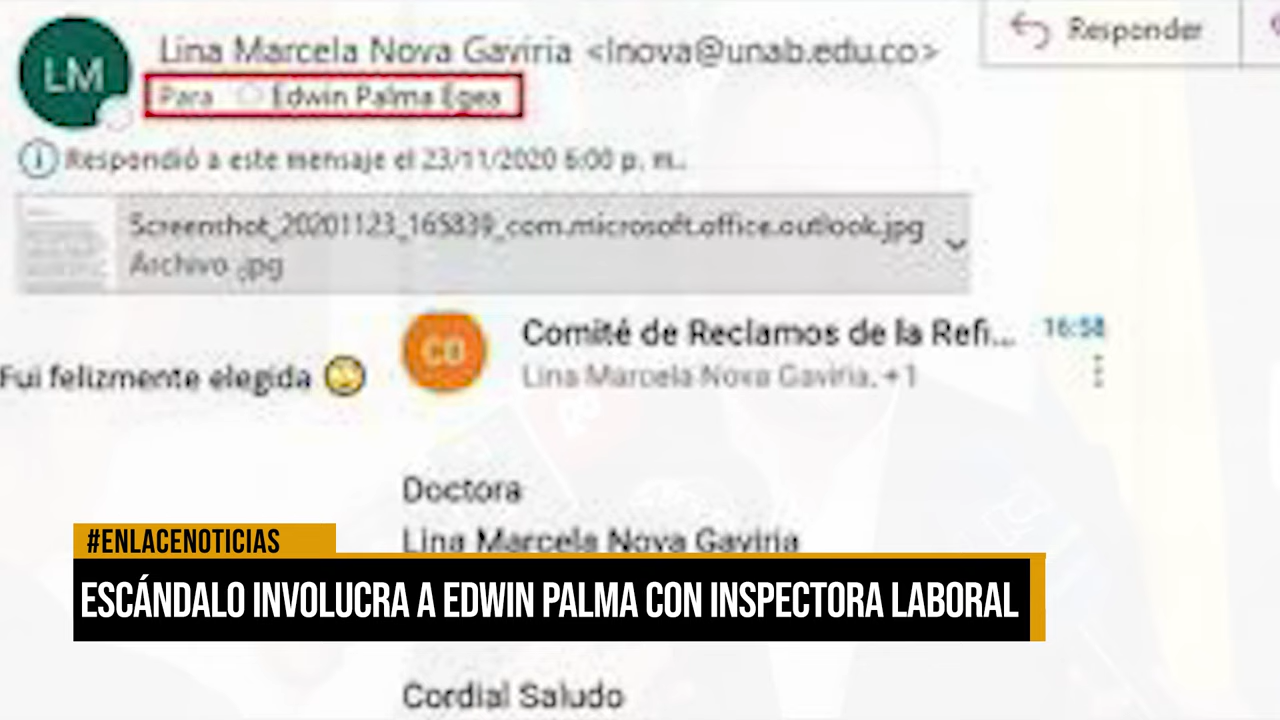 LM
Lina Marcela Nova Gaviria <lnova@unab.edu.co>
Responder
Para Edwin Palma Egea
Respondió a este mensaje el 23/11/2020 6:00 p. m..
Screenshot_20201123_165839_com.microsoft.office.outlook.jpg
Archivo .jpg
Comité de Reclamos de la Refi... 16:58
Lina Marcela Nova Gaviria, +1
Fui felizmente elegida
Doctora
Lina Marcela Nova Gaviria
#ENLACENOTICIAS
ESCÁNDALO INVOLUCRA A EDWIN PALMA CON INSPECTORA LABORAL
Cordial Saludo